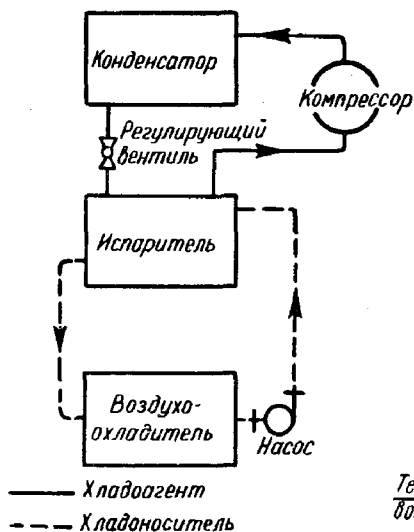 Конденсатор
Компрессор
Регулирующий
вентиль
Испаритель
Воздухо-
охладитель
Насос
Хладоагент
Хладоноситель